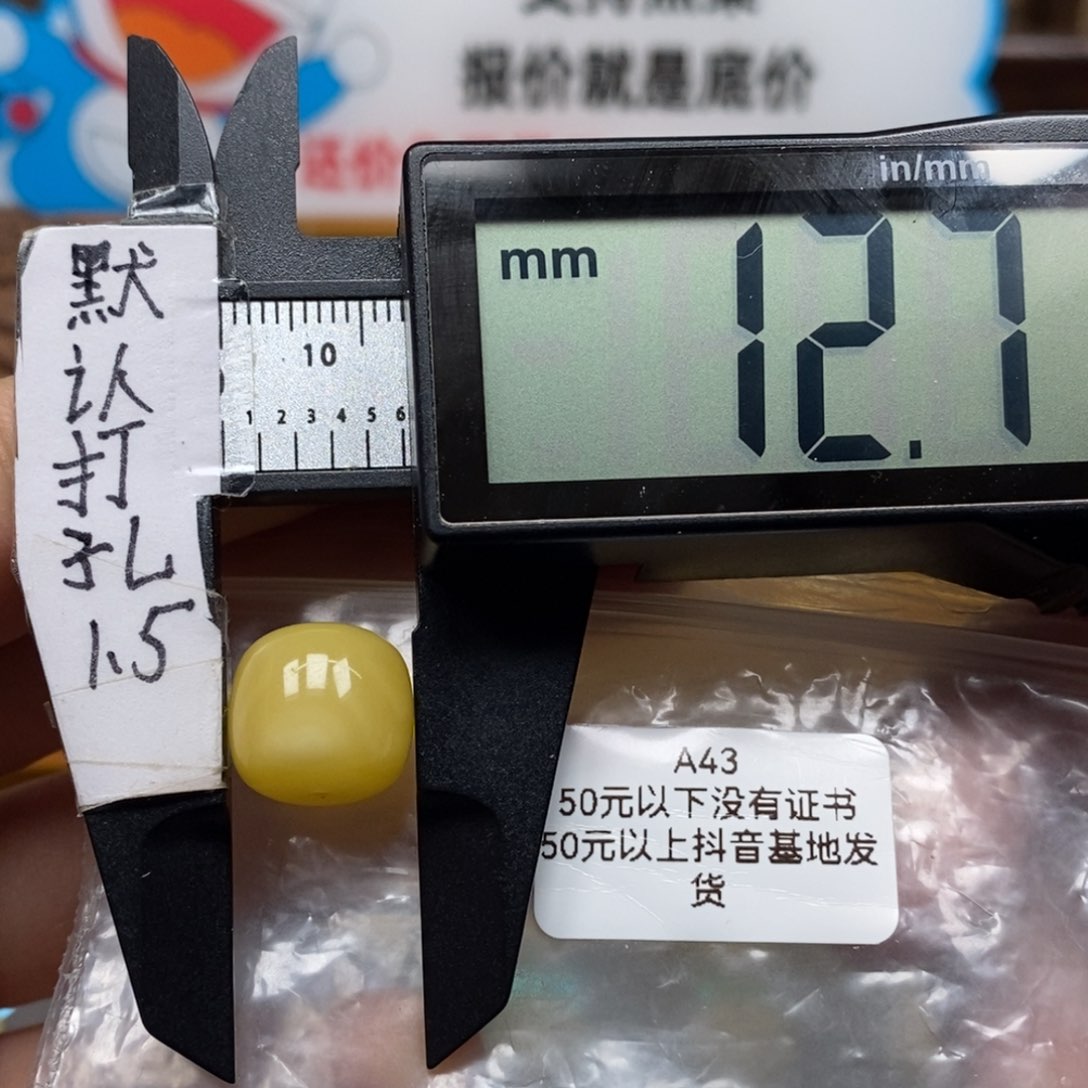 报价就是底价
in/mm
mm
12.7
10
1 2 3 4 5 6
默
认
打
孔
1.5
A43
50元以下没有证书
50元以上抖音基地发
货